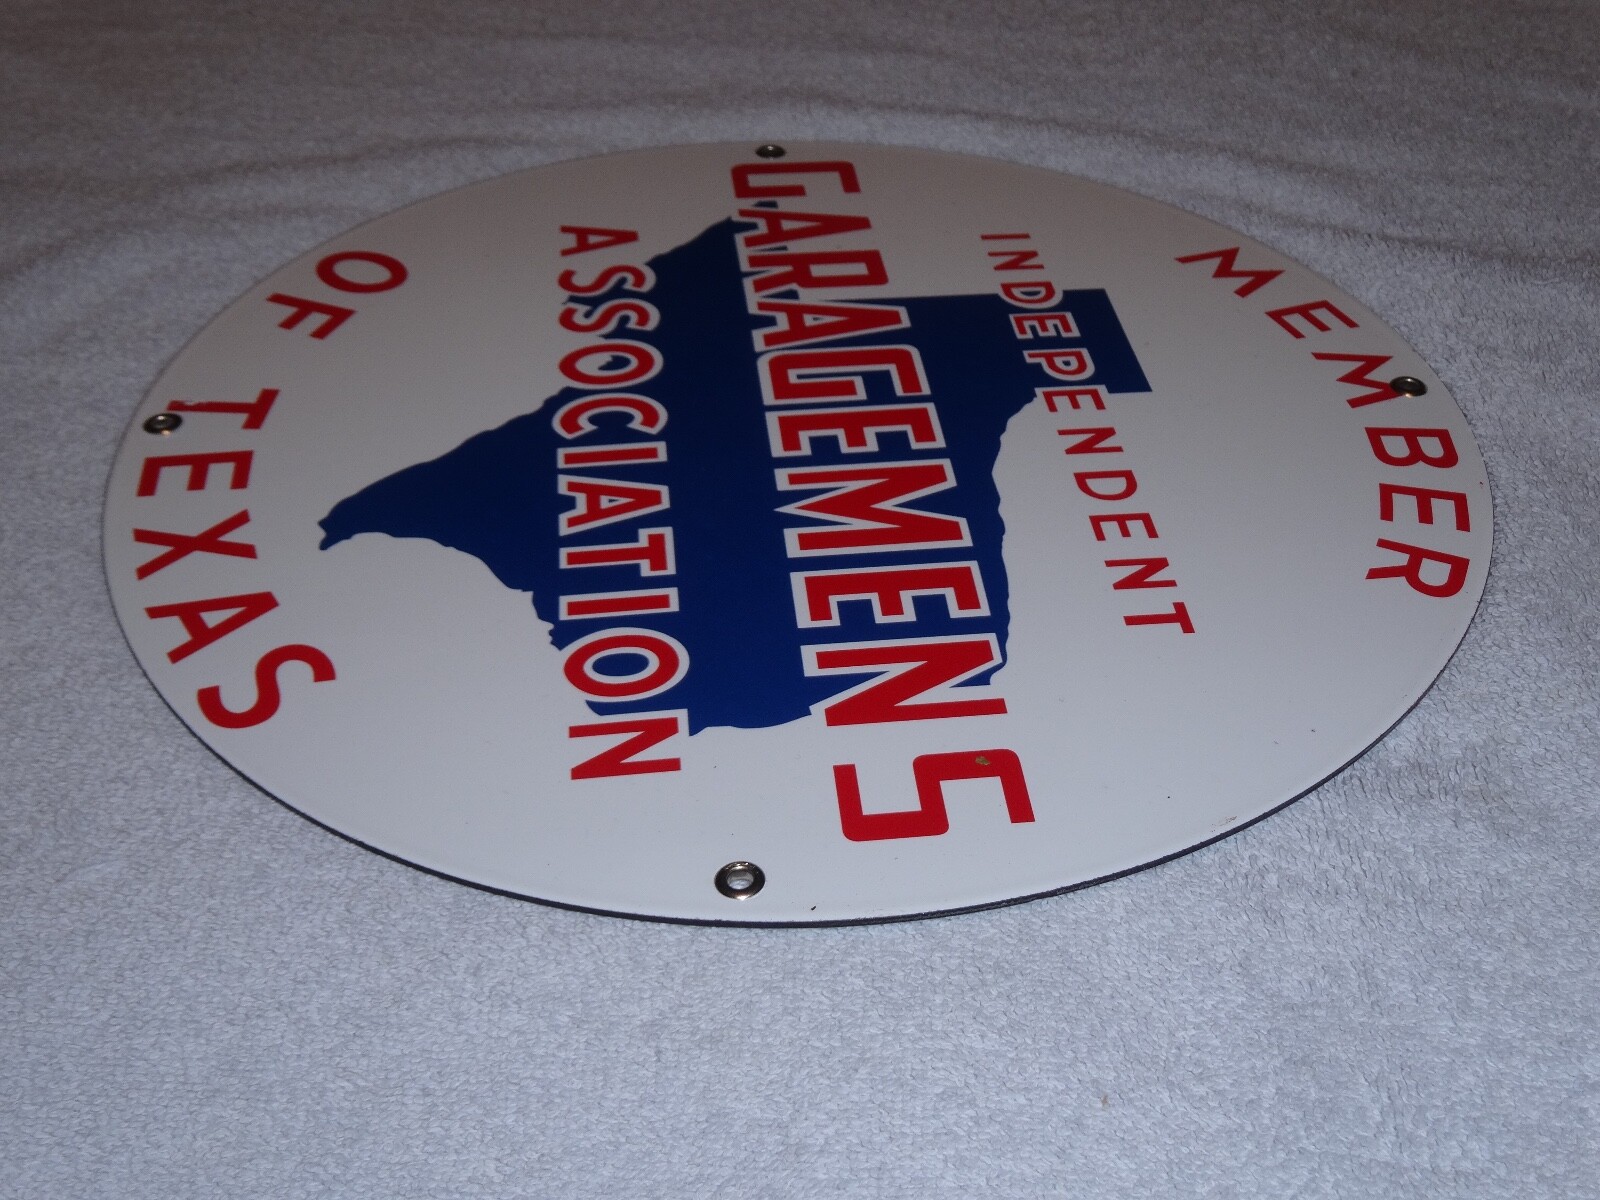 MEMBER
INDEPENDENT
GARAGEMENS
ASSOCIATION
OF TEXAS